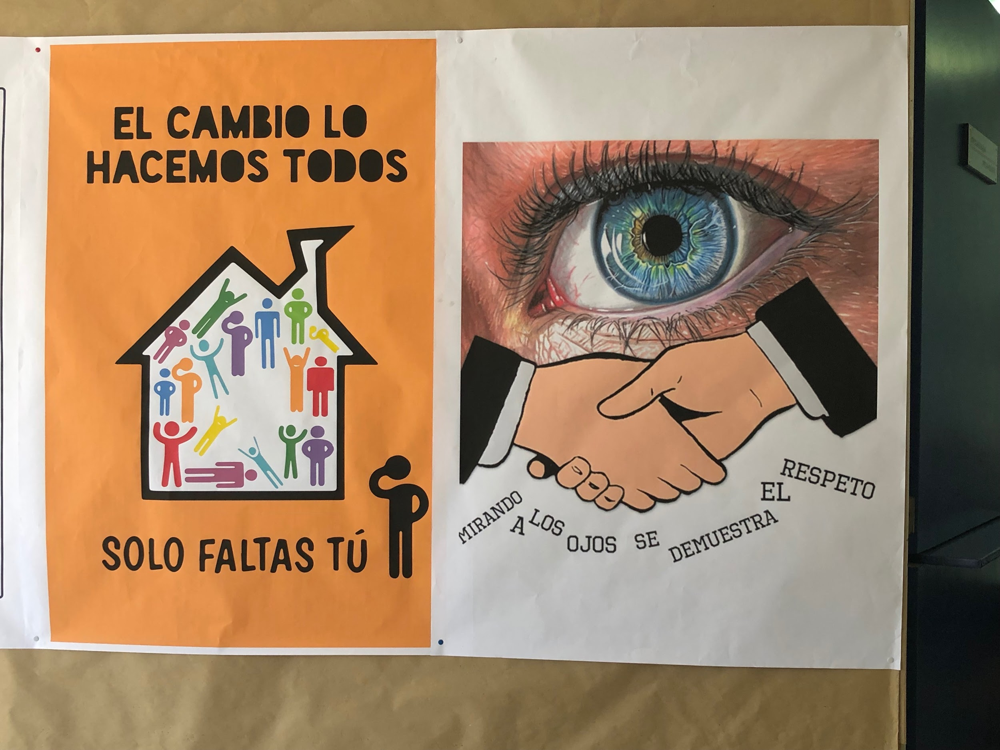 EL CAMBIO LO
HACEMOS TODOS
SOLO FALTAS TÚ
MIRANDO A LOS OJOS SE DEMUESTRA EL RESPETO